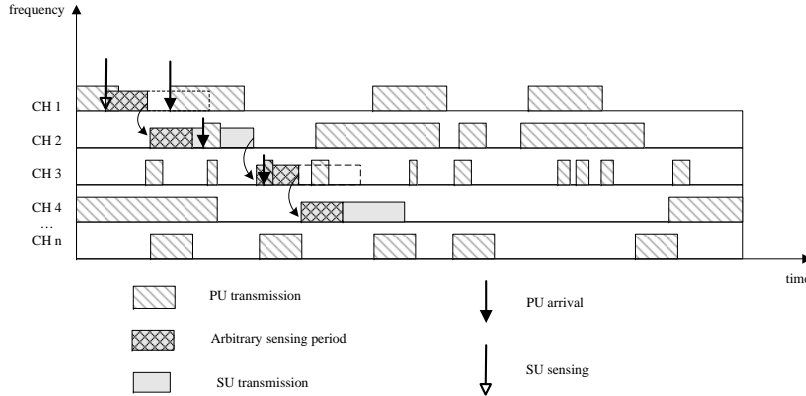 frequency
CH 1
CH 2
CH 3
CH 4
...
CH n
time
PU transmission
PU arrival
Arbitrary sensing period
SU sensing
SU transmission